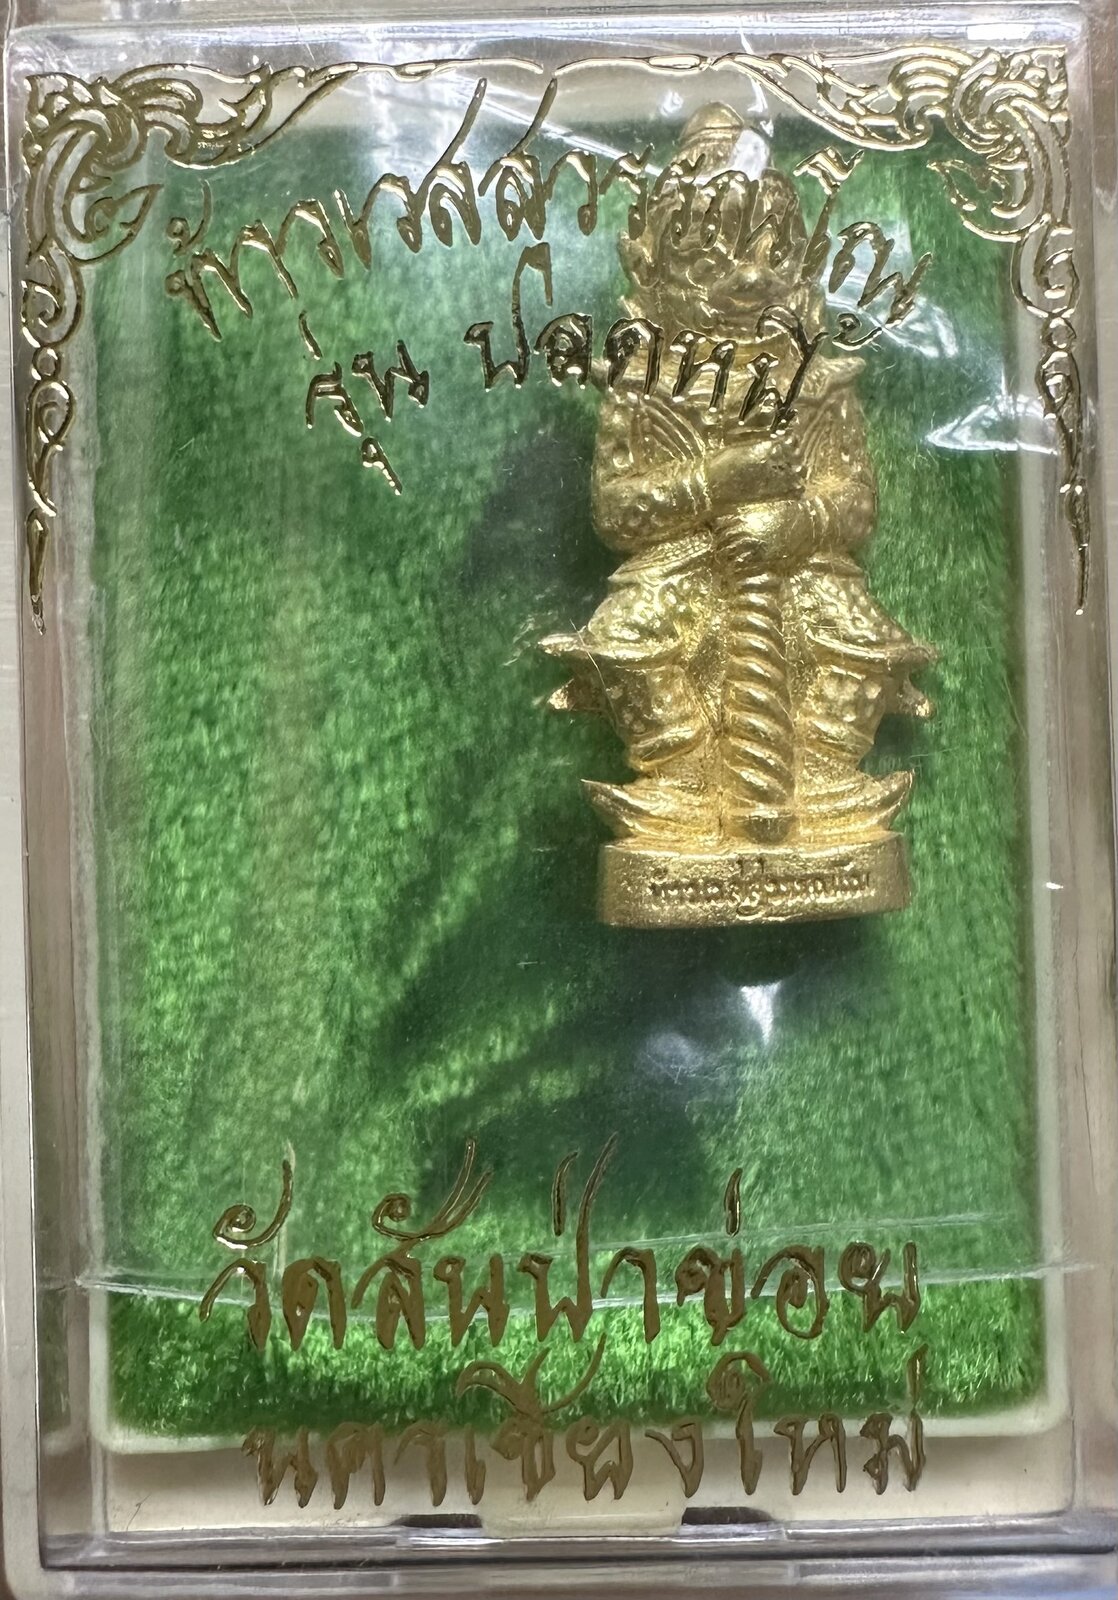 ท้าวเวสสุวรรณโณ
รุ่น ปลดหนี้
วัดสันป่าข่อย
นครเชียงใหม่